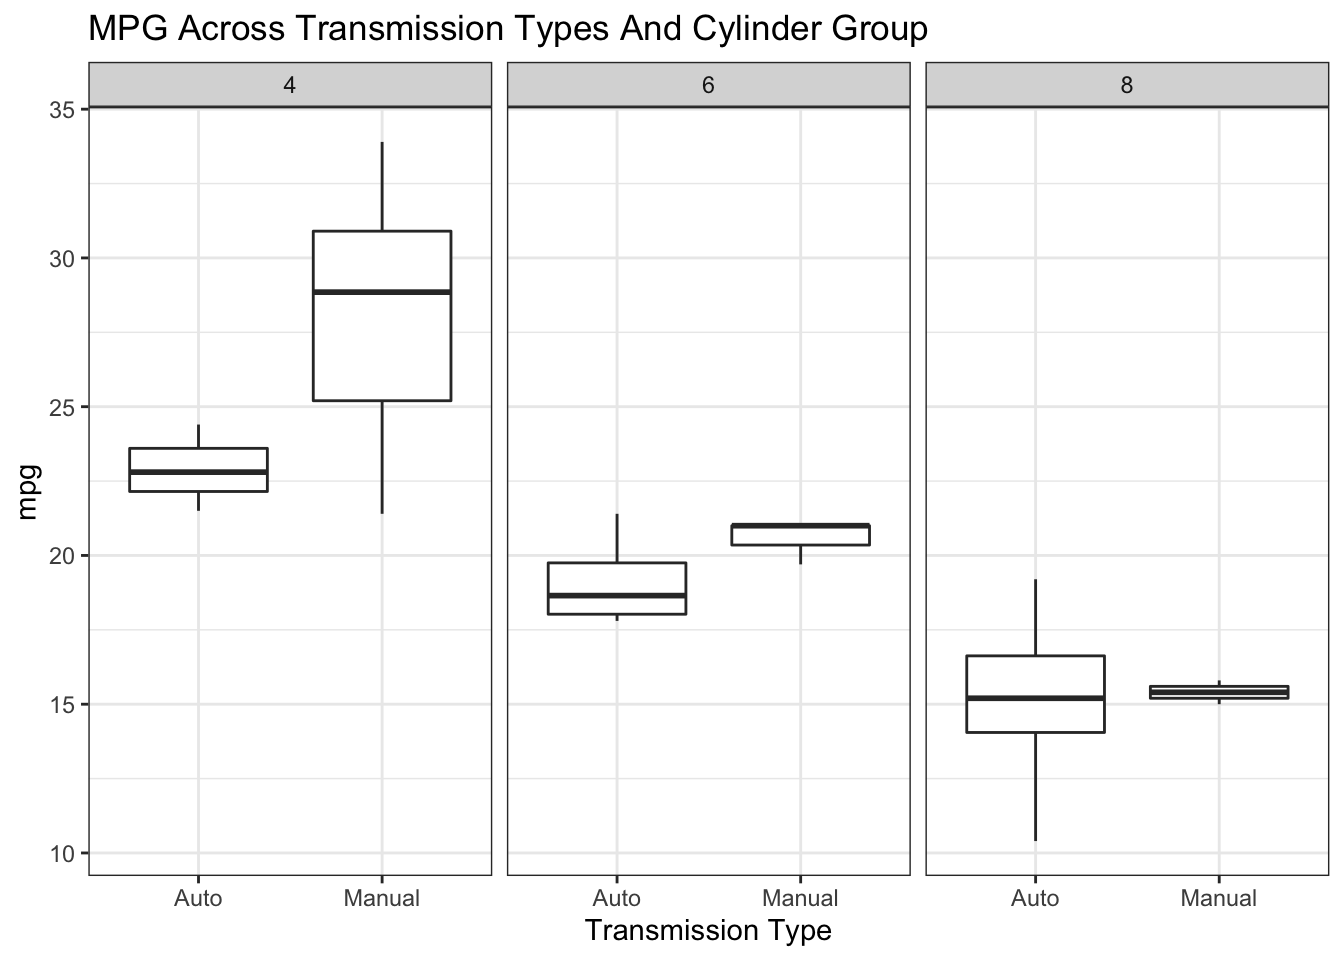 MPG Across Transmission Types And Cylinder Group
4 6 8
35
30
25
20
15
10
mpg
Auto Manual Auto Manual Auto Manual
Transmission Type